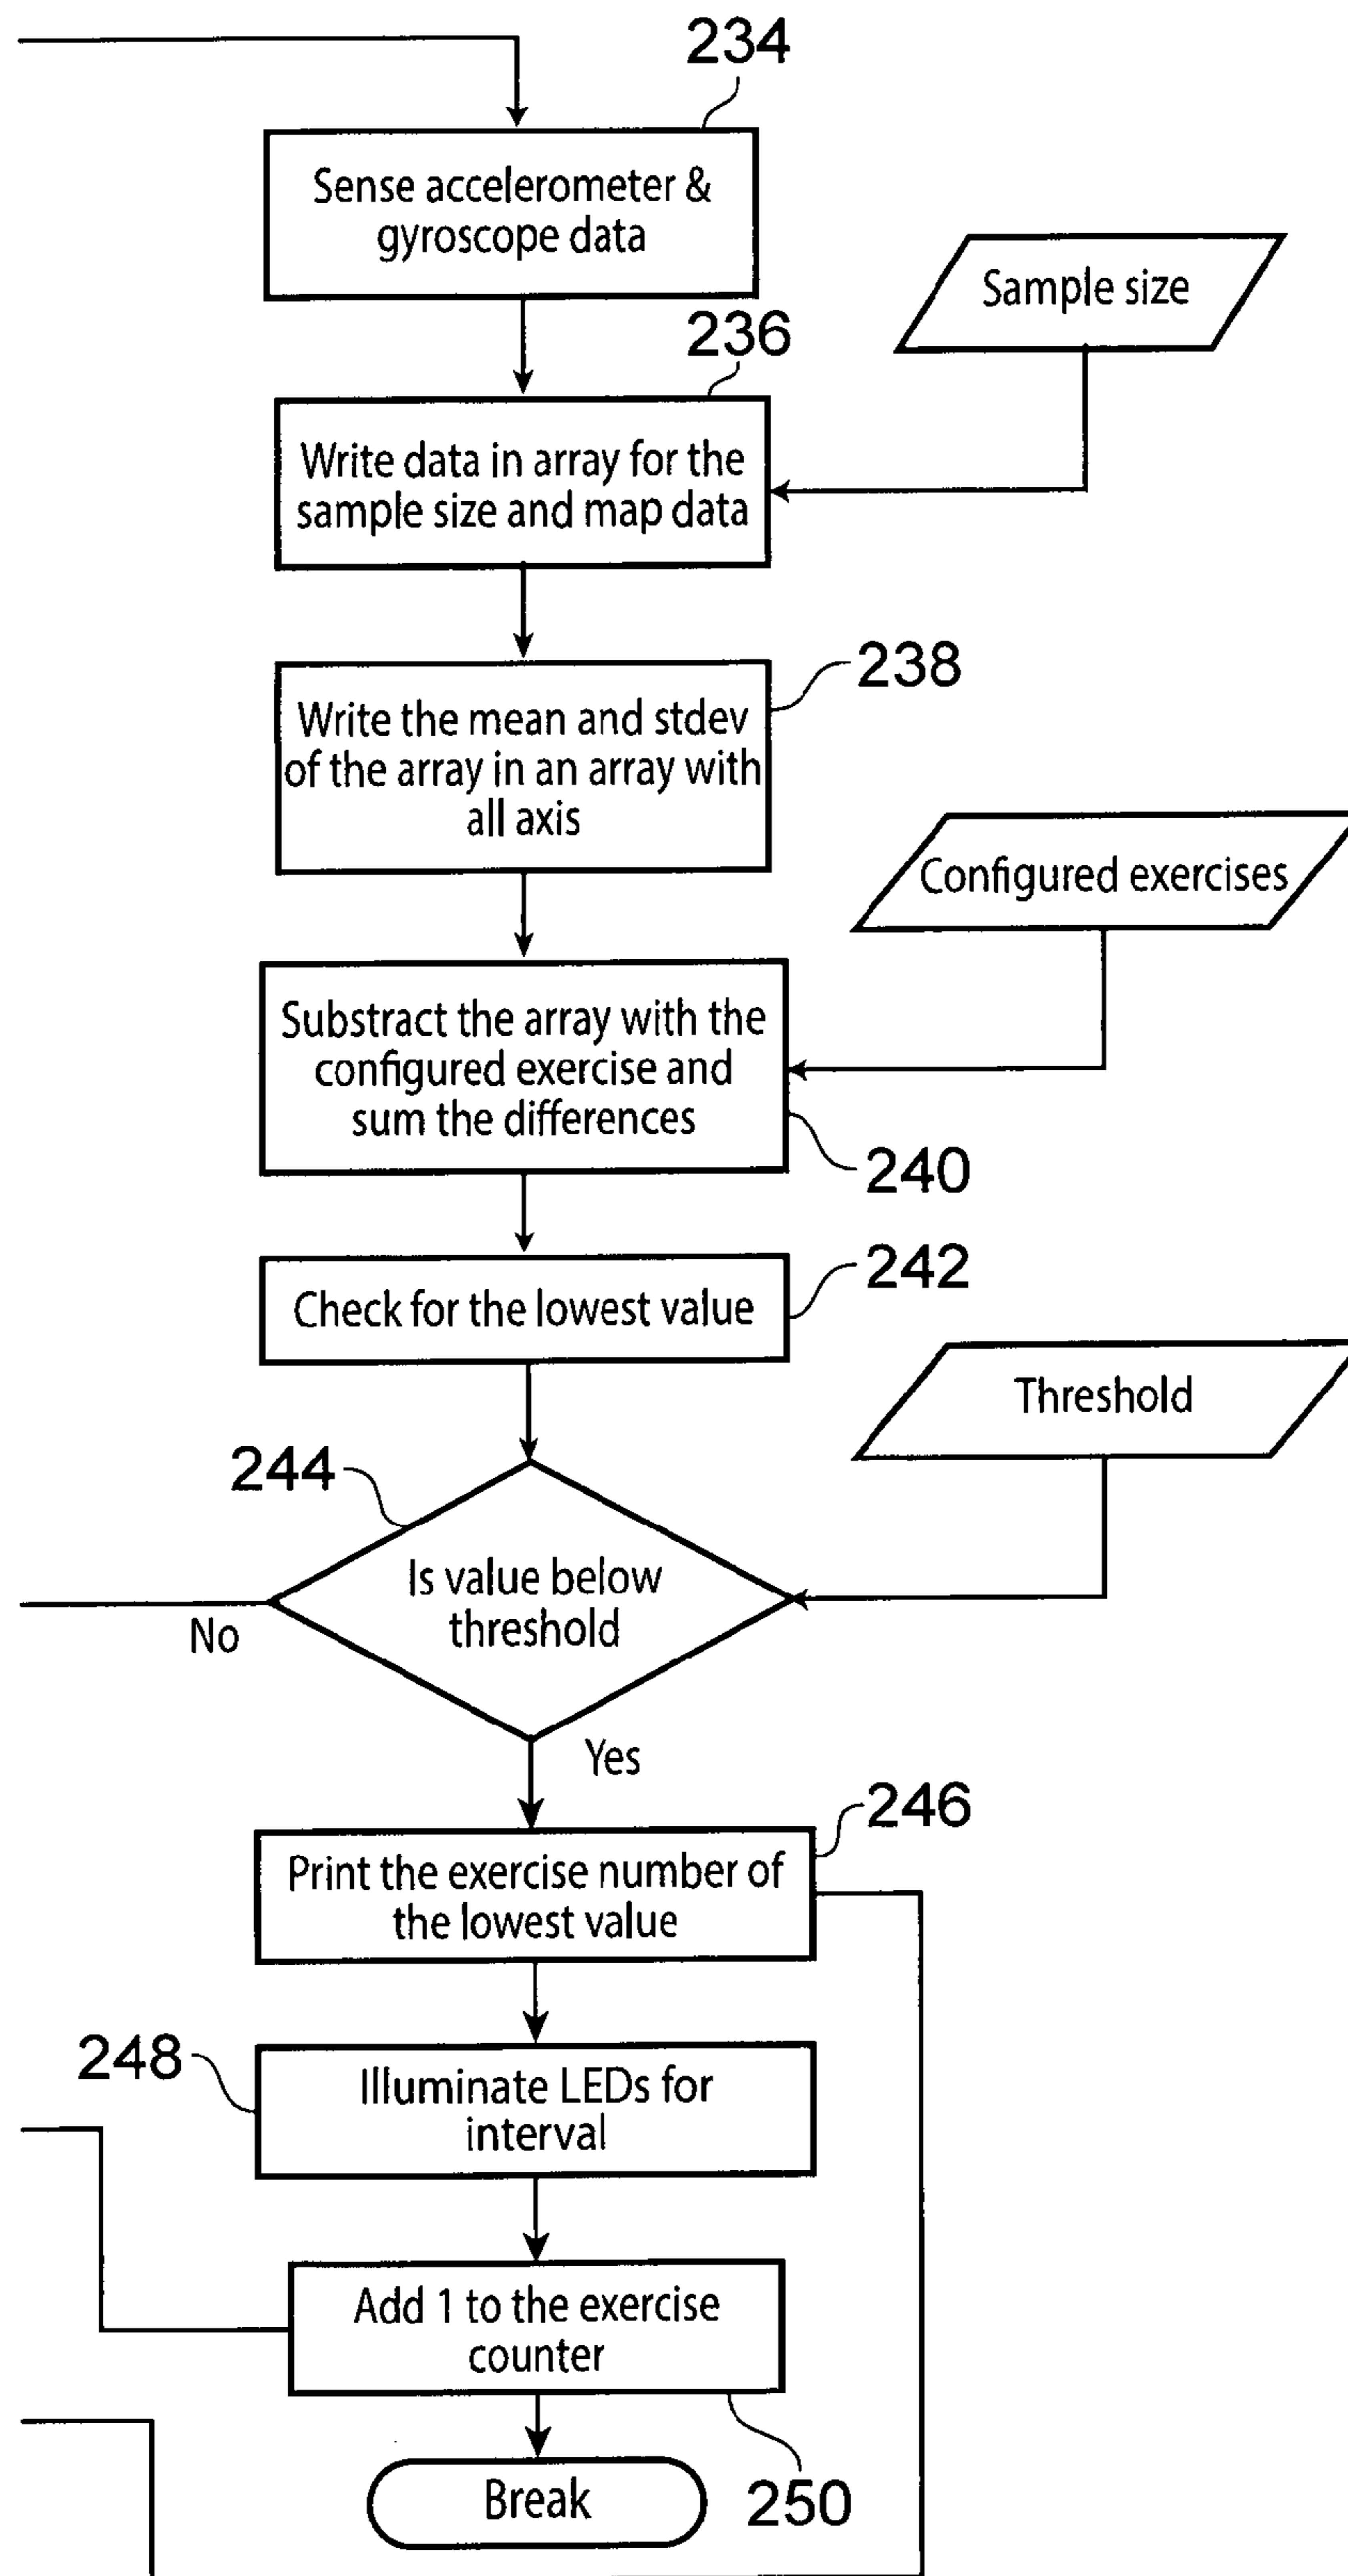 234
Sense accelerometer &
gyroscope data
Sample size
236
Write data in array for the
sample size and map data
238
Write the mean and stdev
of the array in an array with
all axis
Configured exercises
Substract the array with the
configured exercise and
sum the differences
240
242
Check for the lowest value
Threshold
244
Is value below
threshold
No
Yes
246
Print the exercise number of
the lowest value
248
Illuminate LEDs for
interval
Add 1 to the exercise
counter
250
Break